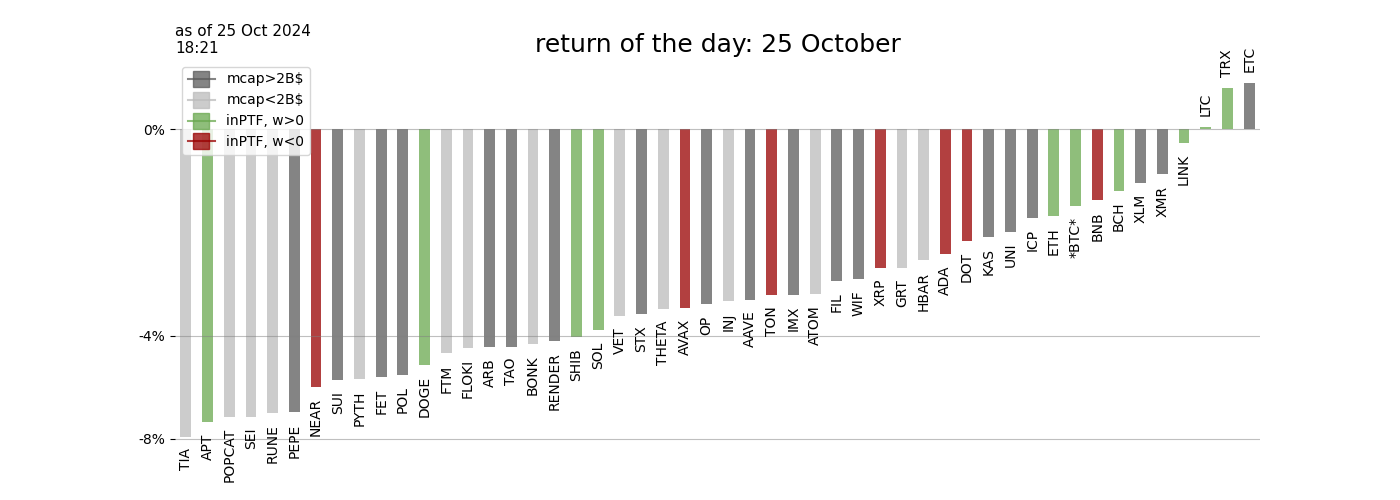 as of 25 Oct 2024
18:21
return of the day: 25 October
mcap>2B$
mcap<2B$
inPTF, w>0
inPTF, w<0
0%
-4%
-8%
TIA
APT
POPCAT
SEI
RUNE
PEPE
NEAR
SUI
PYTH
FET
POL
DOGE
FTM
FLOKI
ARB
TAO
BONK
RENDER
SHIB
SOL
VET
STX
THETA
AVAX
OP
INJ
AAVE
TON
IMX
ATOM
FIL
WIF
XRP
GRT
HBAR
ADA
DOT
KAS
UNI
ICP
ETH
*BTC*
BNB
BCH
XLM
XMR
LINK
LTC
TRX
ETC